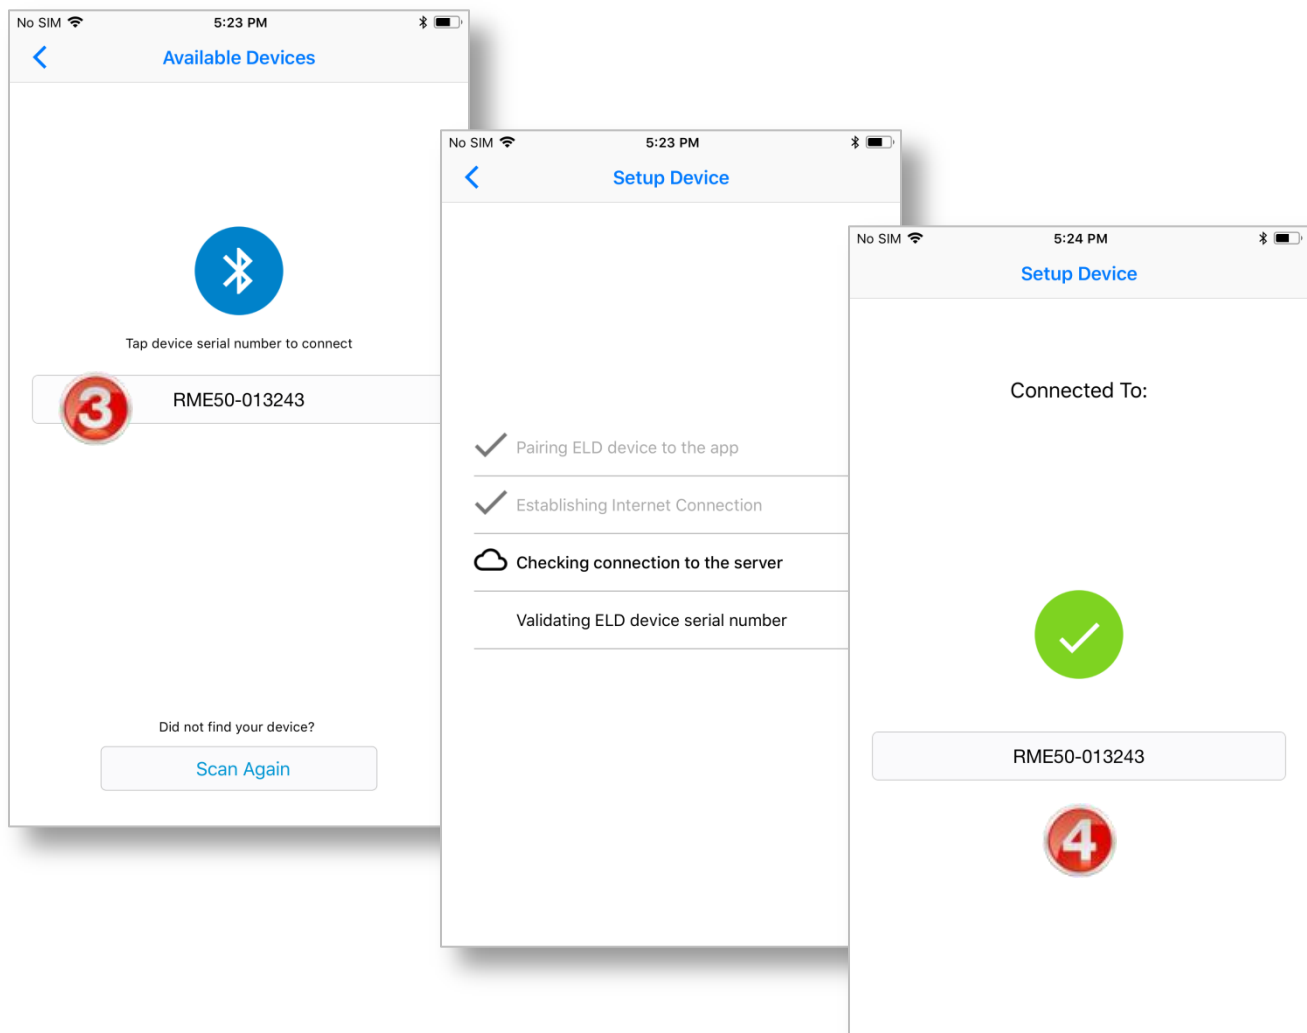 No SIM 5:23 PM
Available Devices
Tap device serial number to connect
3 RME50-013243
Did not find your device?
Scan Again
No SIM 5:23 PM
Setup Device
Pairing ELD device to the app
Establishing Internet Connection
Checking connection to the server
Validating ELD device serial number
No SIM 5:24 PM
Setup Device
Connected To:
RME50-013243
4